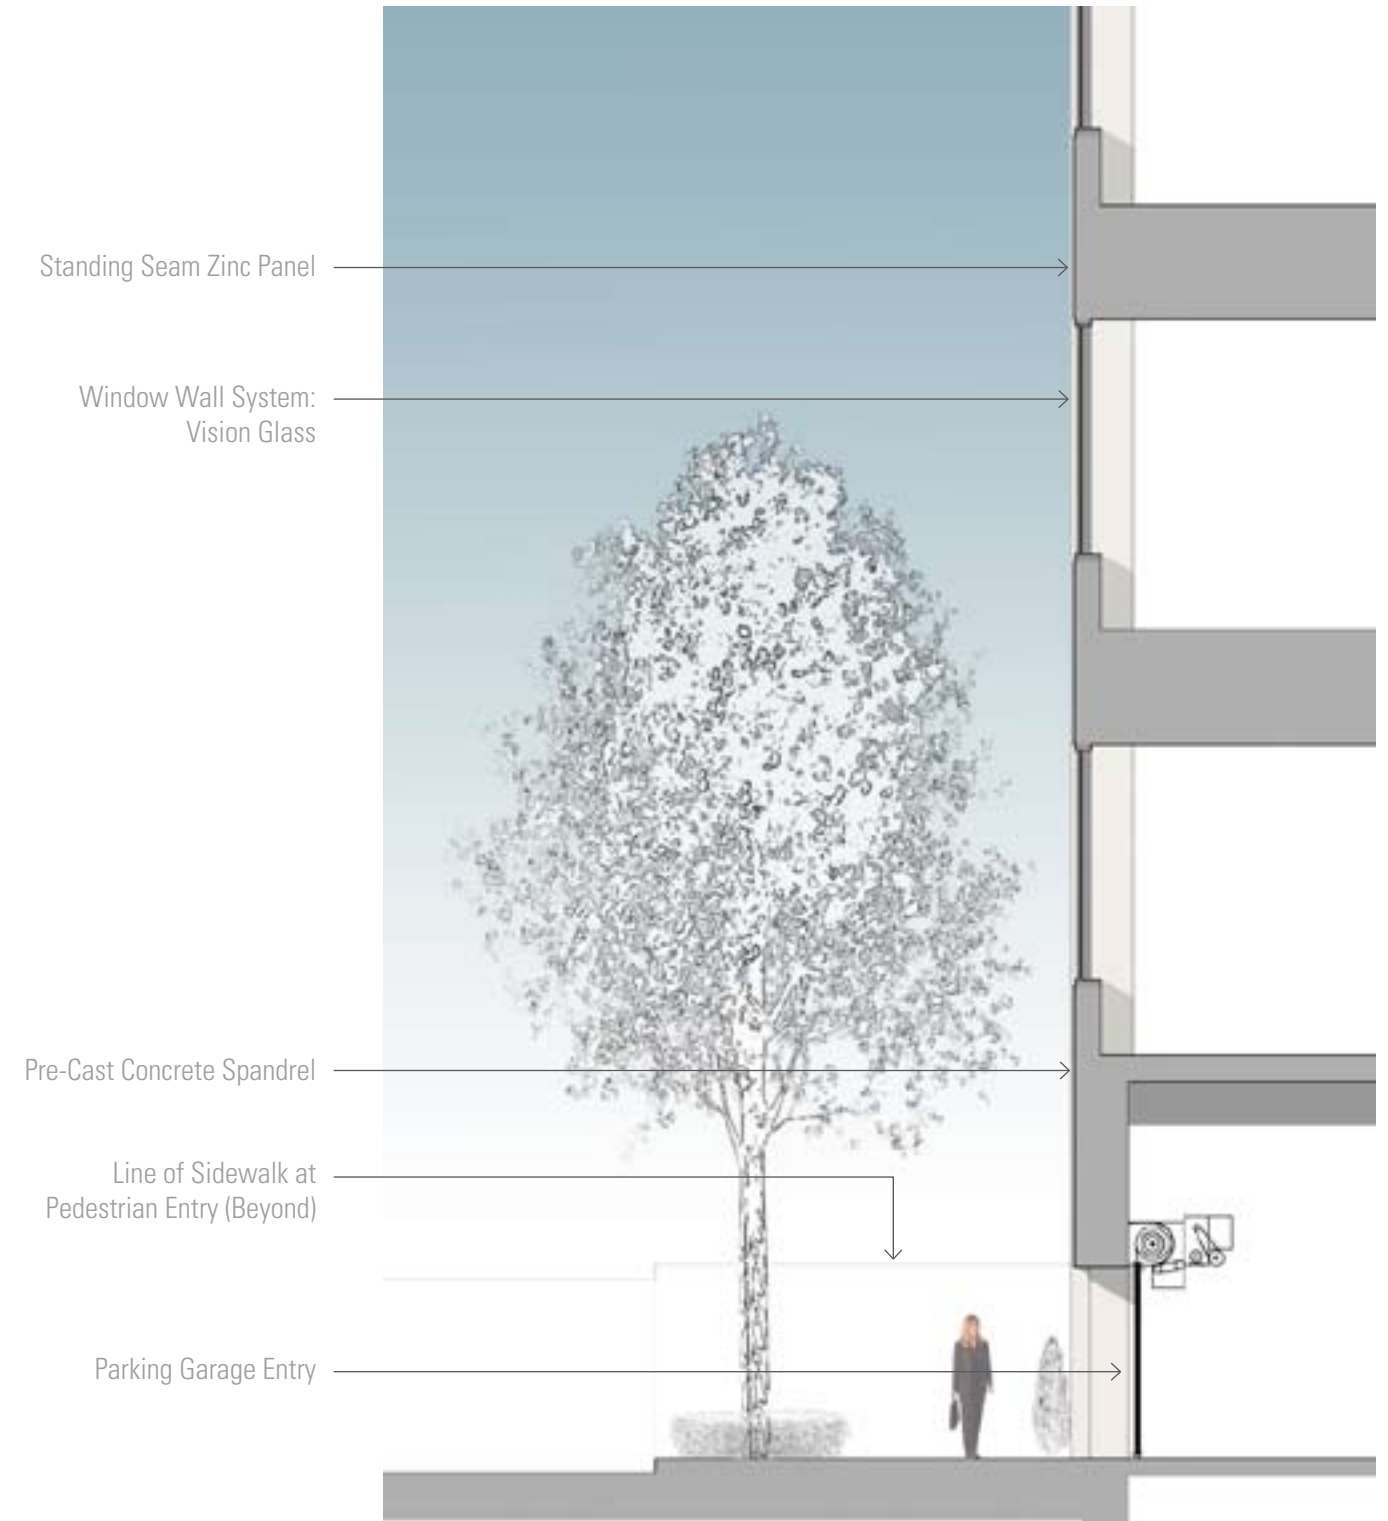 Standing Seam Zinc Panel
Window Wall System:
Vision Glass
Pre-Cast Concrete Spandrel
Line of Sidewalk at
Pedestrian Entry (Beyond)
Parking Garage Entry